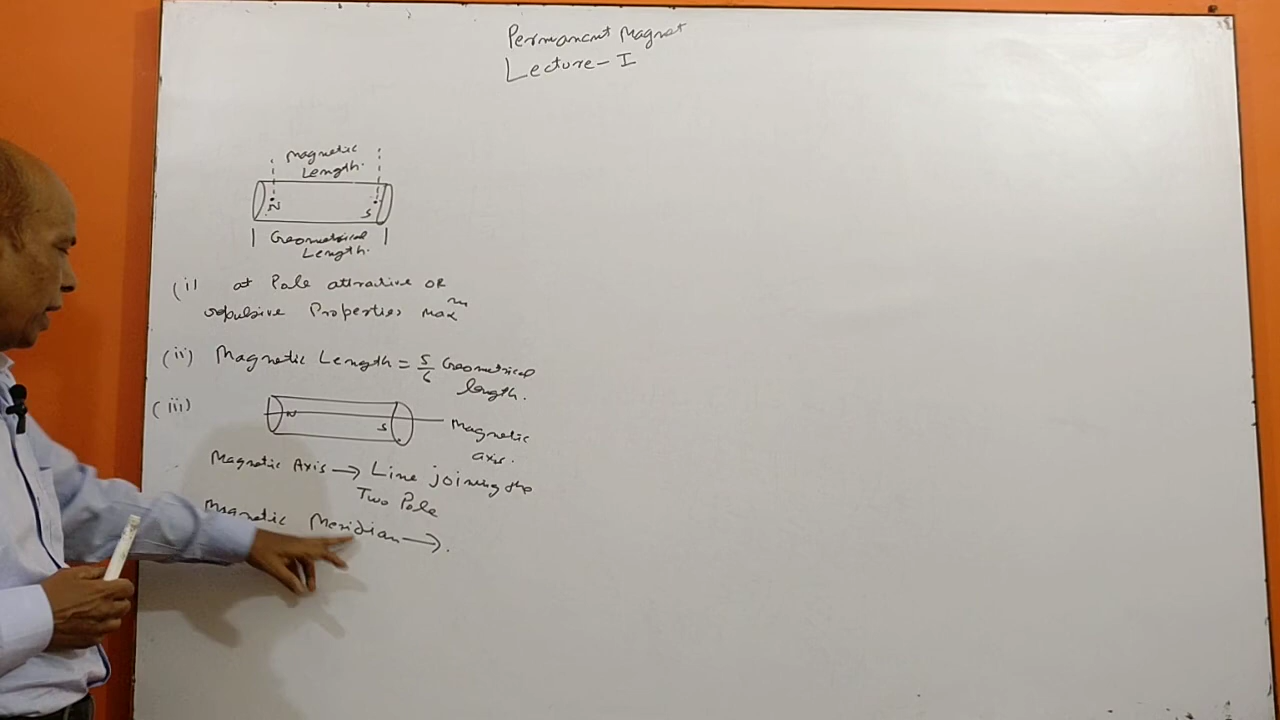 Permanent Magnet
Lecture - I
Magnetic
Length.
N
S
Geometrical
Length.
(i) at Pole attractive OR
repulsive Properties max^m
(ii) Magnetic Length = 5/6 Geometrical
length.
(iii)
N
S
Magnetic
axis.
Magnetic Axis → Line joining the
Two Pole
Magnetic Meridian → .